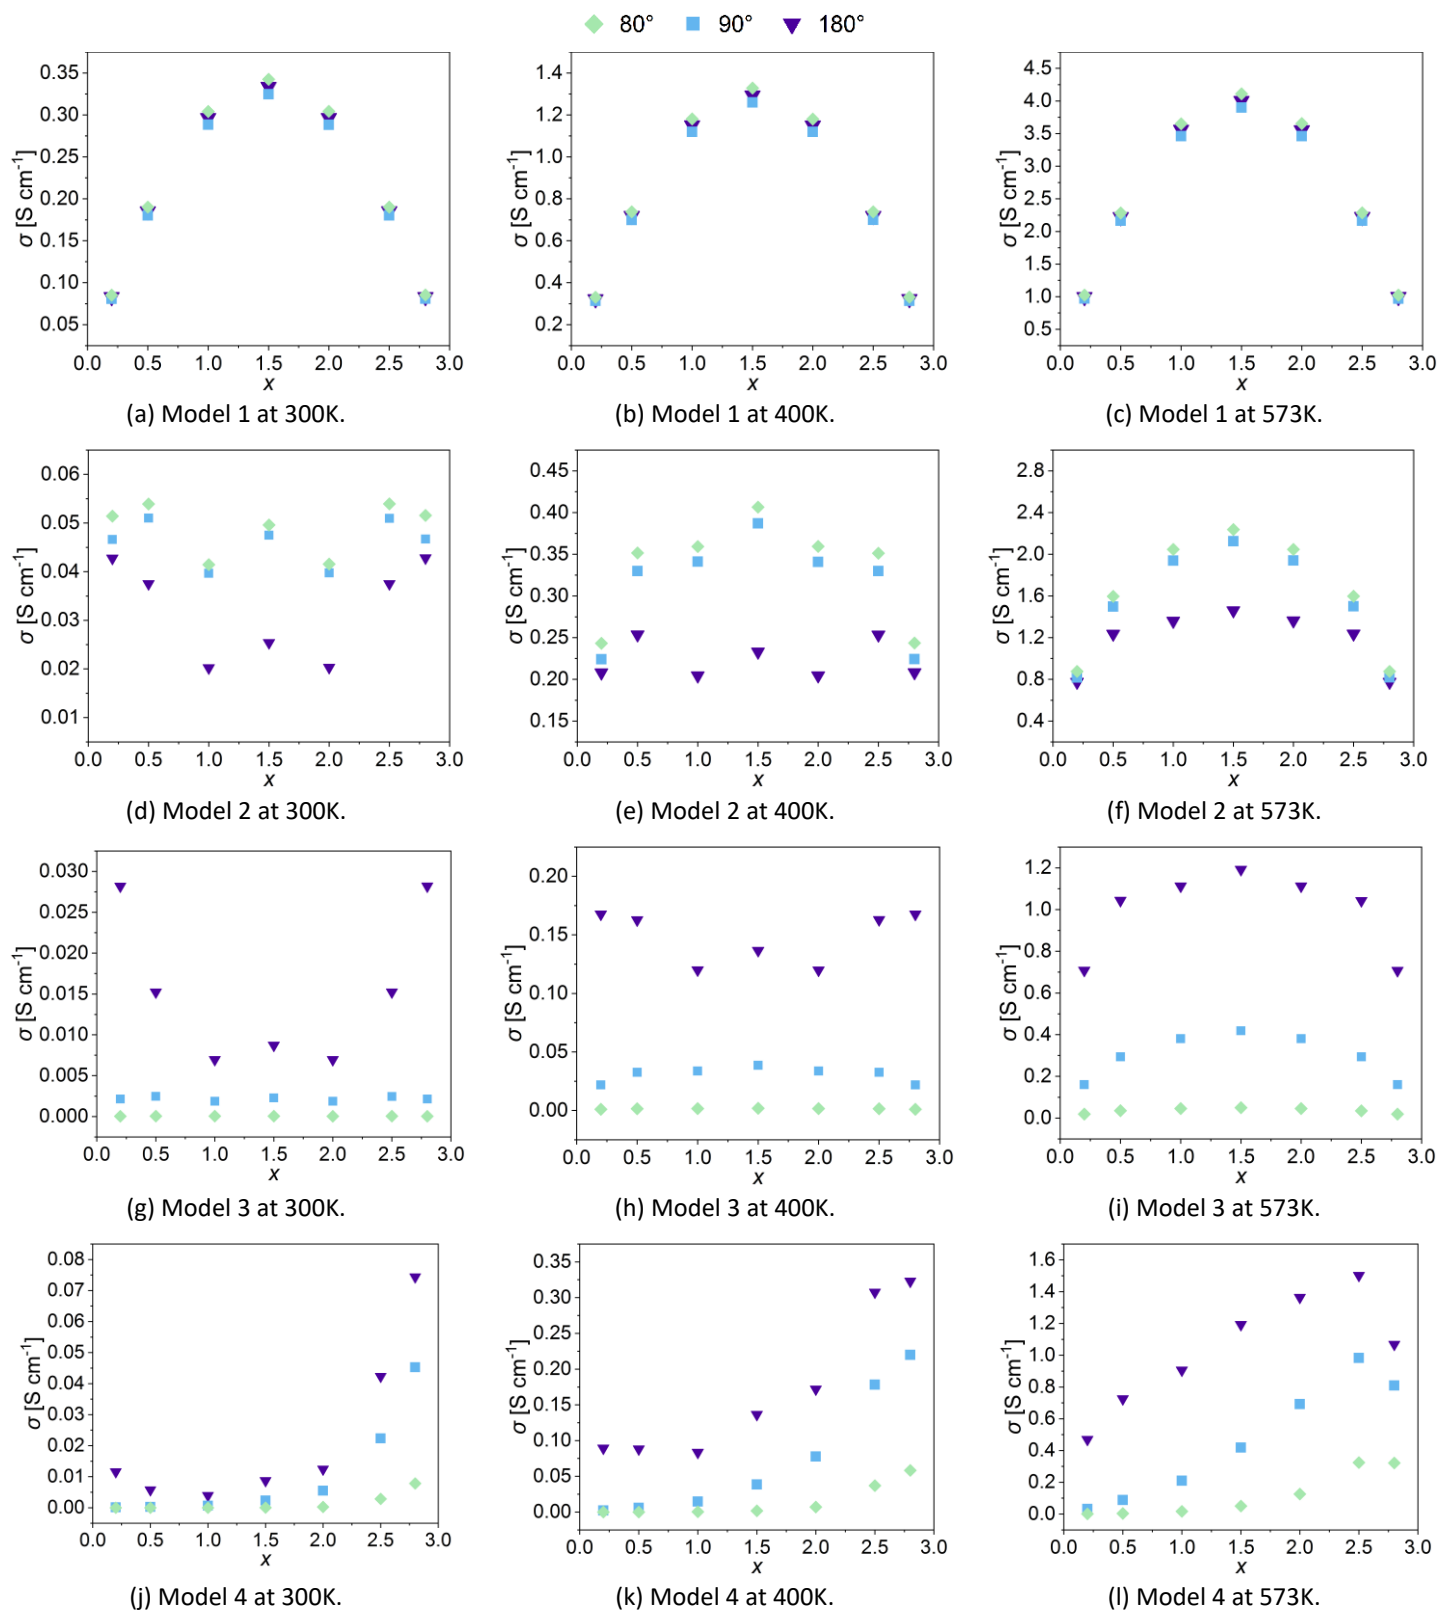 80° 90° 180°
0.35 0.30 0.25 0.20 0.15 0.10 0.05
σ [S cm⁻¹]
0.0 0.5 1.0 1.5 2.0 2.5 3.0
x
(a) Model 1 at 300K.
1.4 1.2 1.0 0.8 0.6 0.4 0.2
σ [S cm⁻¹]
0.0 0.5 1.0 1.5 2.0 2.5 3.0
x
(b) Model 1 at 400K.
4.5 4.0 3.5 3.0 2.5 2.0 1.5 1.0 0.5
σ [S cm⁻¹]
0.0 0.5 1.0 1.5 2.0 2.5 3.0
x
(c) Model 1 at 573K.
0.06 0.05 0.04 0.03 0.02 0.01
σ [S cm⁻¹]
0.0 0.5 1.0 1.5 2.0 2.5 3.0
x
(d) Model 2 at 300K.
0.45 0.40 0.35 0.30 0.25 0.20 0.15
σ [S cm⁻¹]
0.0 0.5 1.0 1.5 2.0 2.5 3.0
x
(e) Model 2 at 400K.
2.8 2.4 2.0 1.6 1.2 0.8 0.4
σ [S cm⁻¹]
0.0 0.5 1.0 1.5 2.0 2.5 3.0
x
(f) Model 2 at 573K.
0.030 0.025 0.020 0.015 0.010 0.005 0.000
σ [S cm⁻¹]
0.0 0.5 1.0 1.5 2.0 2.5 3.0
x
(g) Model 3 at 300K.
0.20 0.15 0.10 0.05 0.00
σ [S cm⁻¹]
0.0 0.5 1.0 1.5 2.0 2.5 3.0
x
(h) Model 3 at 400K.
1.2 1.0 0.8 0.6 0.4 0.2 0.0
σ [S cm⁻¹]
0.0 0.5 1.0 1.5 2.0 2.5 3.0
x
(i) Model 3 at 573K.
0.08 0.07 0.06 0.05 0.04 0.03 0.02 0.01 0.00
σ [S cm⁻¹]
0.0 0.5 1.0 1.5 2.0 2.5 3.0
x
(j) Model 4 at 300K.
0.35 0.30 0.25 0.20 0.15 0.10 0.05 0.00
σ [S cm⁻¹]
0.0 0.5 1.0 1.5 2.0 2.5 3.0
x
(k) Model 4 at 400K.
1.6 1.4 1.2 1.0 0.8 0.6 0.4 0.2 0.0
σ [S cm⁻¹]
0.0 0.5 1.0 1.5 2.0 2.5 3.0
x
(l) Model 4 at 573K.